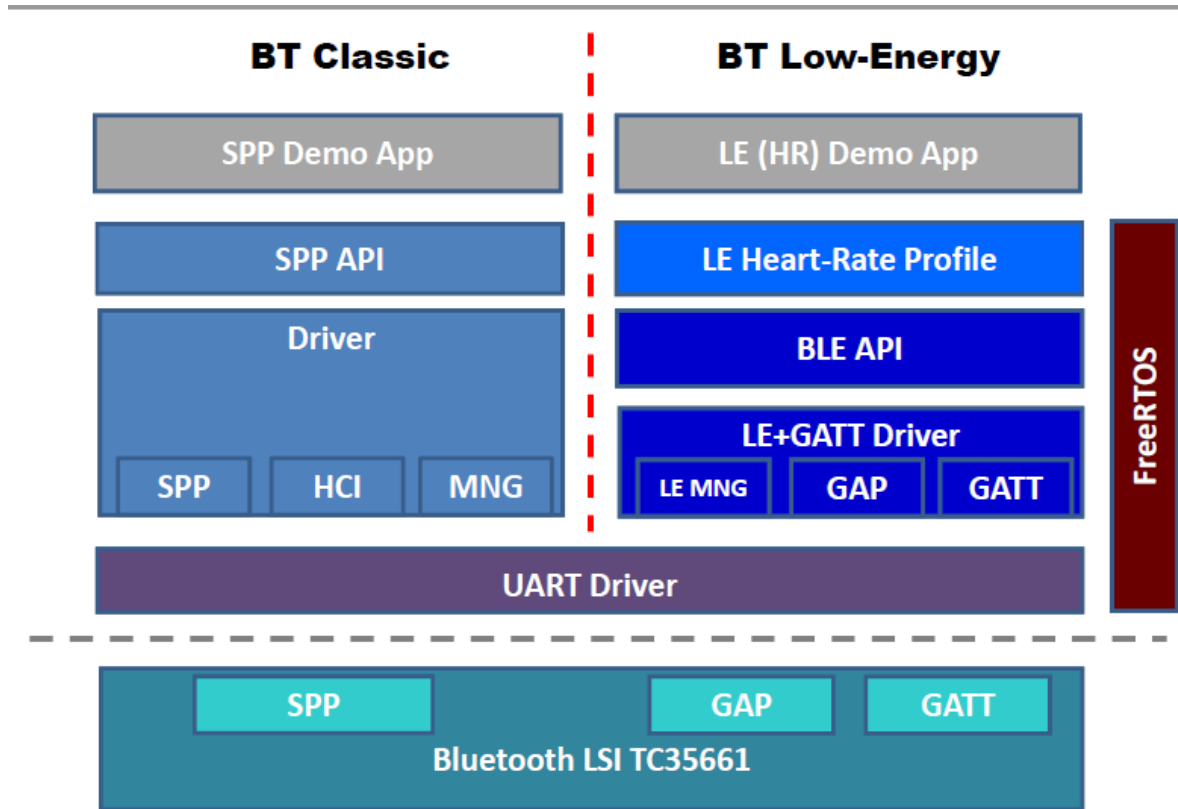 BT Classic
BT Low-Energy
SPP Demo App
LE (HR) Demo App
SPP API
LE Heart-Rate Profile
Driver
BLE API
LE+GATT Driver
SPP
HCI
MNG
LE MNG
GAP
GATT
FreeRTOS
UART Driver
SPP
GAP
GATT
Bluetooth LSI TC35661